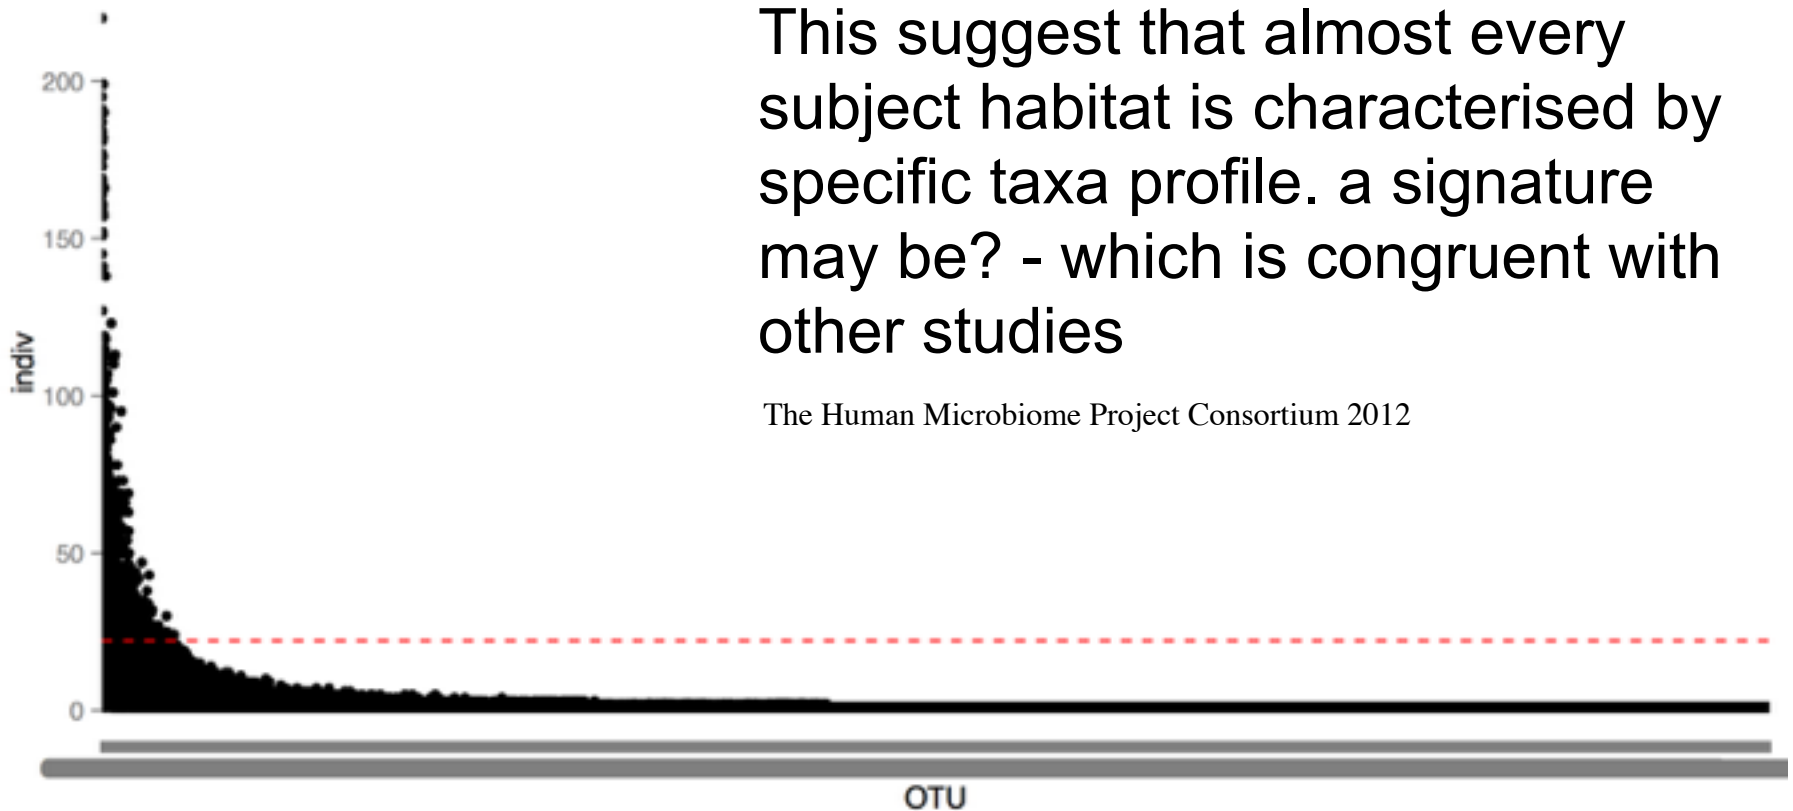 This suggest that almost every
subject habitat is characterised by
specific taxa profile. a signature
may be? - which is congruent with
other studies
The Human Microbiome Project Consortium 2012
200
150
100
50
0
indiv
OTU